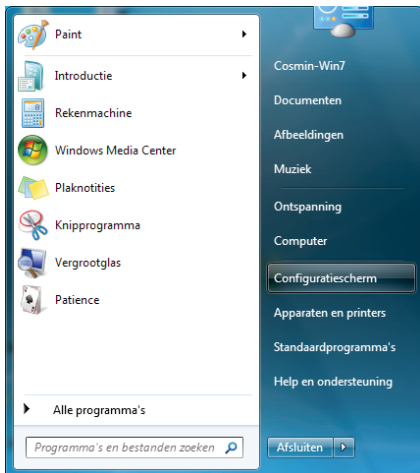 Paint
Introductie
Rekenmachine
Windows Media Center
Plaknotities
Knipprogramma
Vergrootglas
Patience
Alle programma's
Programma's en bestanden zoeken
Cosmin-Win7
Documenten
Afbeeldingen
Muziek
Ontspanning
Computer
Configuratiescherm
Apparaten en printers
Standaardprogramma's
Help en ondersteuning
Afsluiten